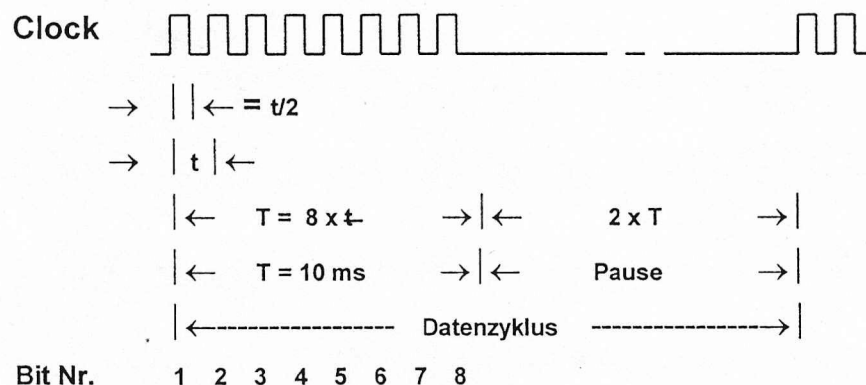 Clock
= t/2
t
T = 8 x t 2 x T
T = 10 ms Pause
Datenzyklus
Bit Nr. 1 2 3 4 5 6 7 8